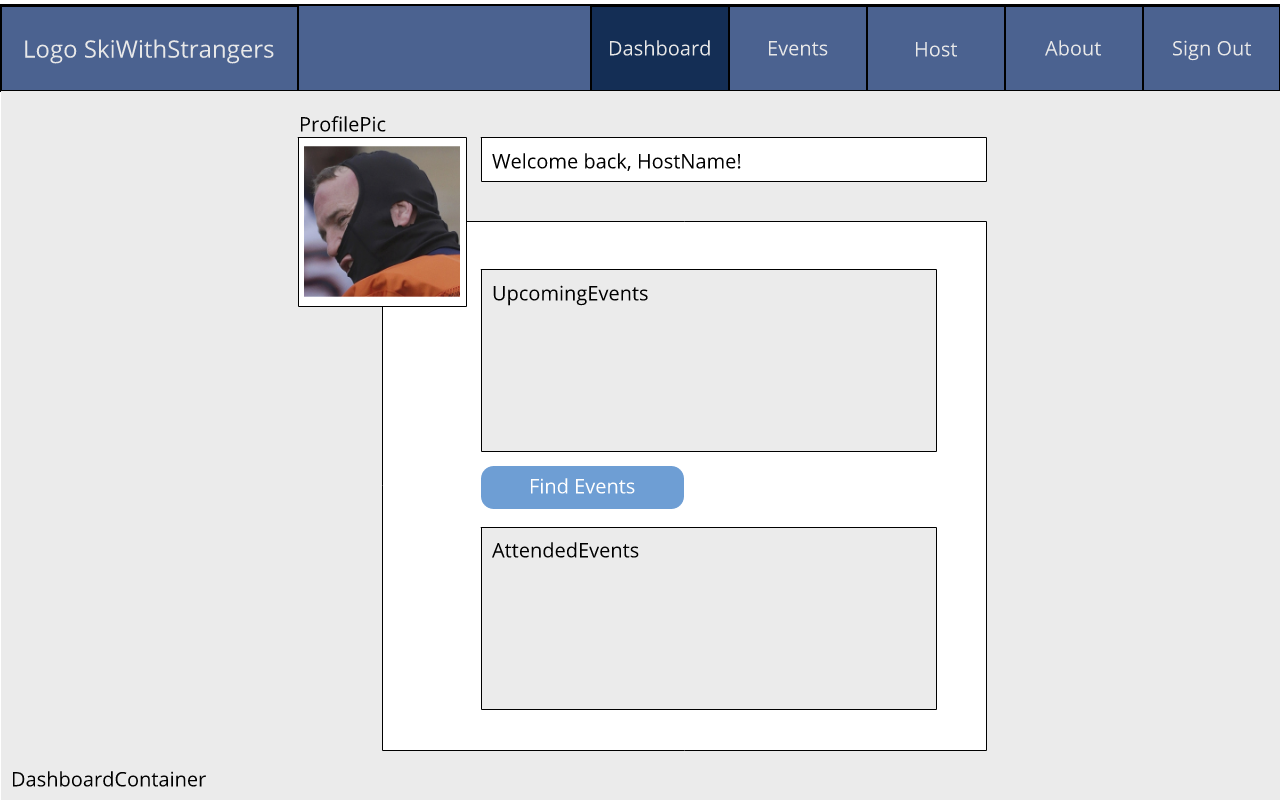 Logo SkiWithStrangers
Dashboard
Events
Host
About
Sign Out
ProfilePic
Welcome back, HostName!
UpcomingEvents
Find Events
AttendedEvents
DashboardContainer